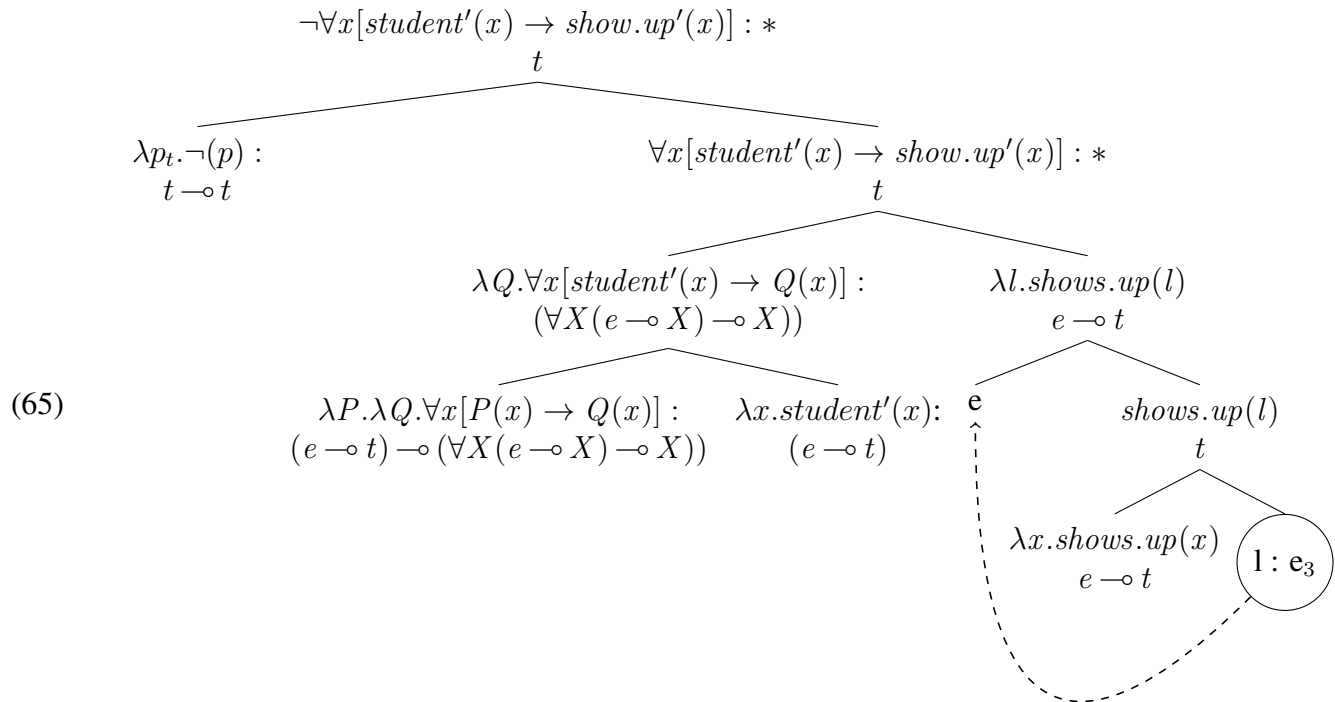 ¬∀x[student′(x) → show.up′(x)] : ∗
t
λp_t.¬(p) :
t ⊸ t
∀x[student′(x) → show.up′(x)] : ∗
t
λQ.∀x[student′(x) → Q(x)] :
(∀X(e ⊸ X) ⊸ X))
λl.shows.up(l)
e ⊸ t
(65)
λP.λQ.∀x[P(x) → Q(x)] :
(e ⊸ t) ⊸ (∀X(e ⊸ X) ⊸ X))
λx.student′(x):
(e ⊸ t)
e
shows.up(l)
t
λx.shows.up(x)
e ⊸ t
l : e₃